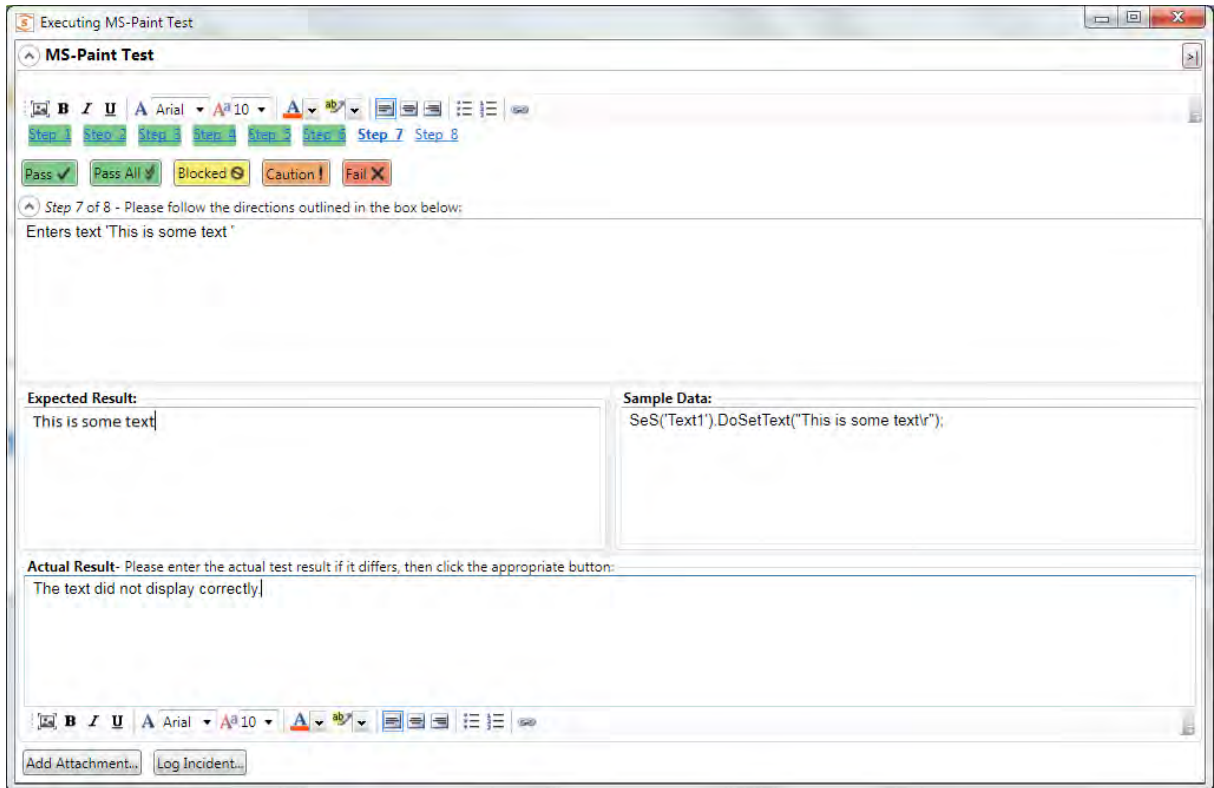 Executing MS-Paint Test
MS-Paint Test
B I U A Arial Aa 10 A ab
Step 1 Step 2 Step 3 Step 4 Step 5 Step 6 Step 7 Step 8
Pass Pass All Blocked Caution ! Fail
Step 7 of 8 - Please follow the directions outlined in the box below:
Enters text 'This is some text '
Expected Result: Sample Data:
This is some text SeS('Text1').DoSetText("This is some text\r");
Actual Result- Please enter the actual test result if it differs, then click the appropriate button:
The text did not display correctly.
B I U A Arial Aa 10 A ab
Add Attachment... Log Incident...